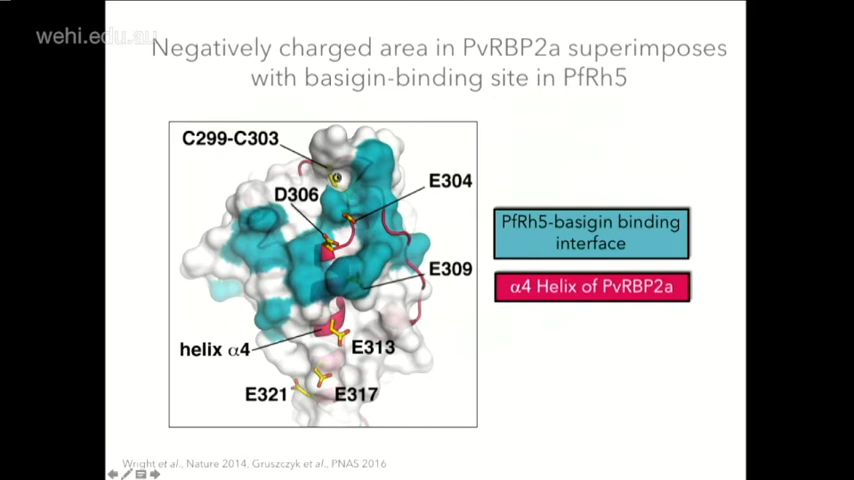 wehi.edu.au
Negatively charged area in PvRBP2a superimposes
with basigin-binding site in PfRh5
C299-C303
E304
D306
PfRh5-basigin binding
interface
E309
α4 Helix of PvRBP2a
helix α4
E313
E321
E317
Wright et al., Nature 2014, Gruszczyk et al., PNAS 2016